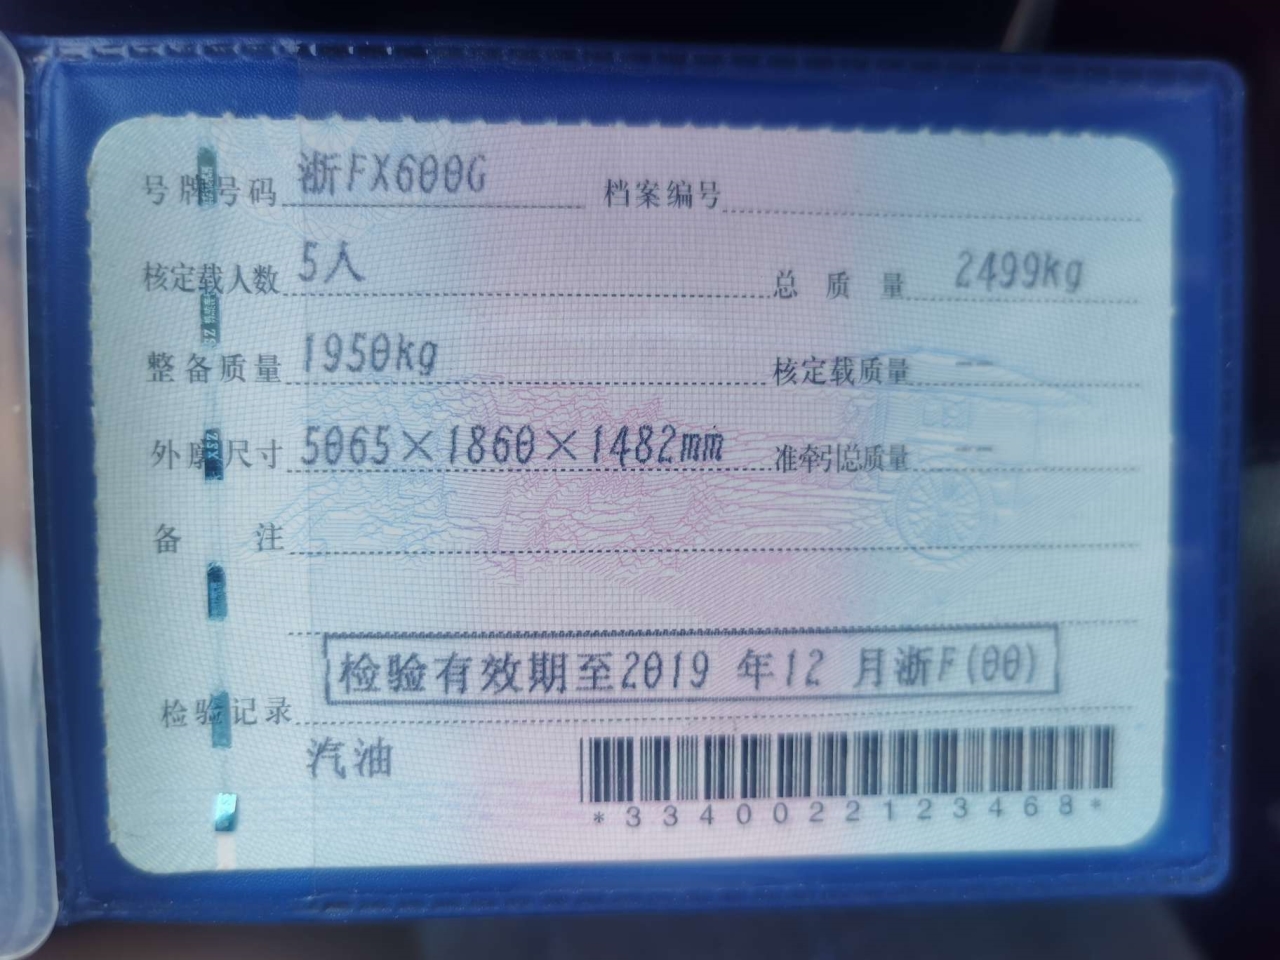 号牌号码 浙FX600G 档案编号
核定载人数 5人 总质量 2499kg
整备质量 1950kg 核定载质量 --
外廓尺寸 5065×1860×1482mm 准牵引总质量 --
备注
检验有效期至2019 年12 月浙F(00)
检验记录
汽油
*3340022123468*